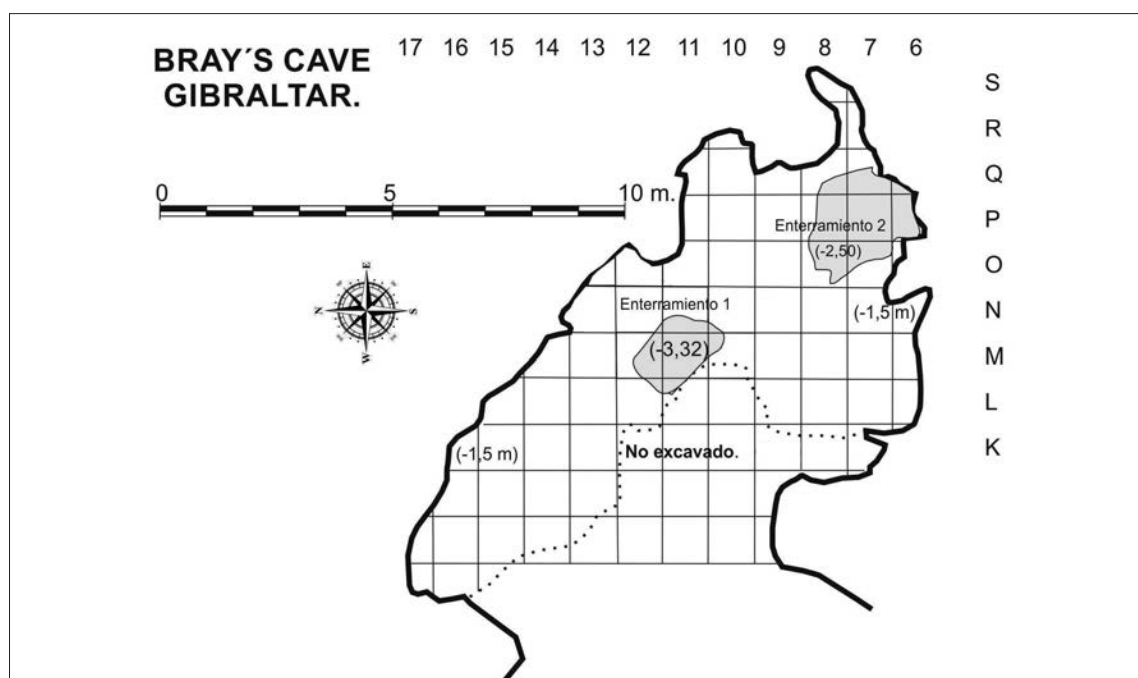 BRAY´S CAVE
GIBRALTAR.
17 16 15 14 13 12 11 10 9 8 7 6
S
R
Q
P
O
N
M
L
K
0 5 10 m.
E
N S
W
Enterramiento 2
(-2,50)
Enterramiento 1
(-3,32)
(-1,5 m)
(-1,5 m)
No excavado.